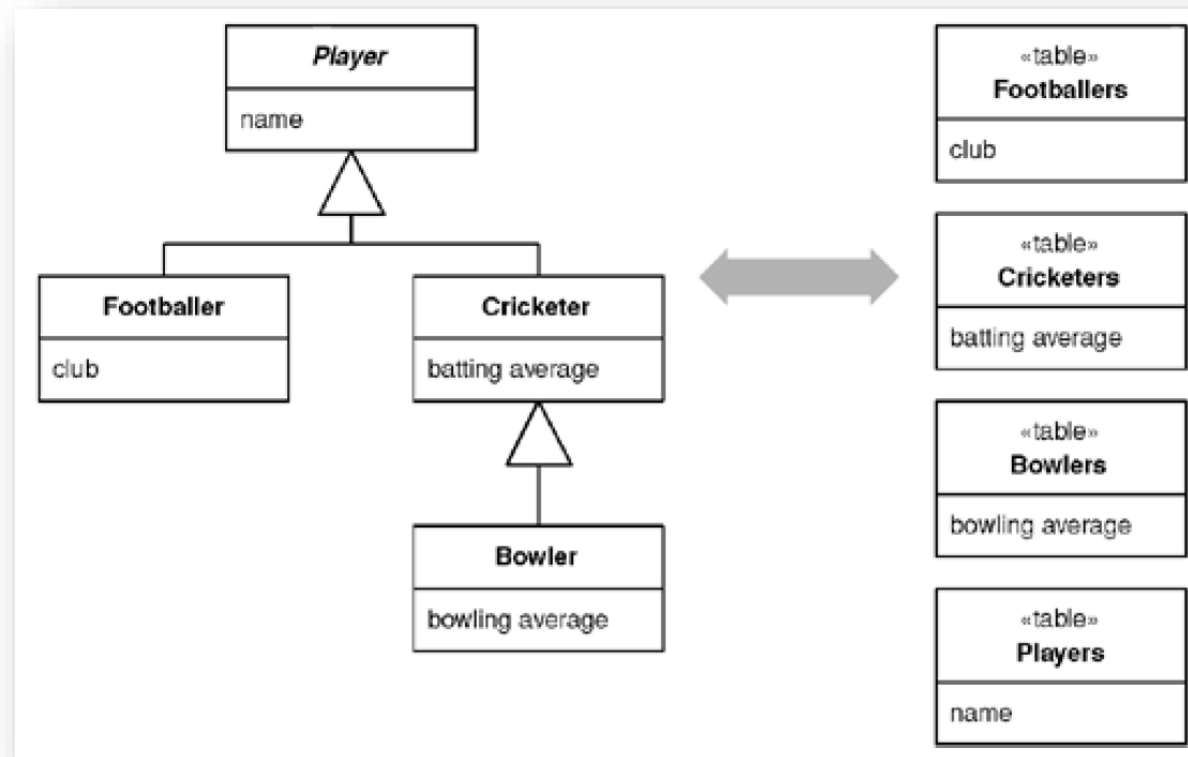 Player
name
Footballer
club
Cricketer
batting average
Bowler
bowling average
«table»
Footballers
club
«table»
Cricketers
batting average
«table»
Bowlers
bowling average
«table»
Players
name